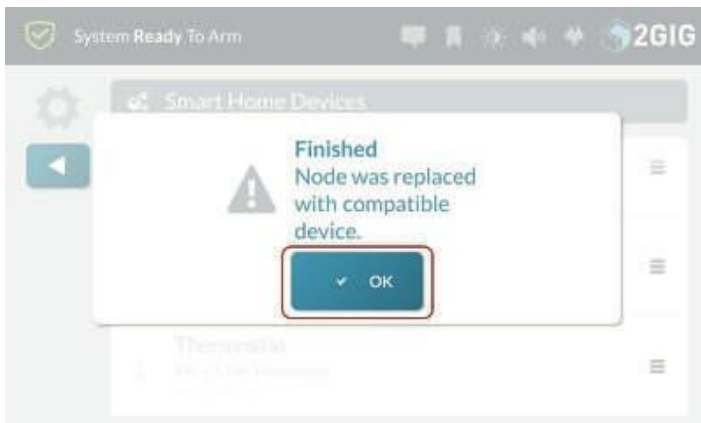 System Ready To Arm
2GIG
Smart Home Devices
Finished
Node was replaced
with compatible
device.
OK
Thermostat